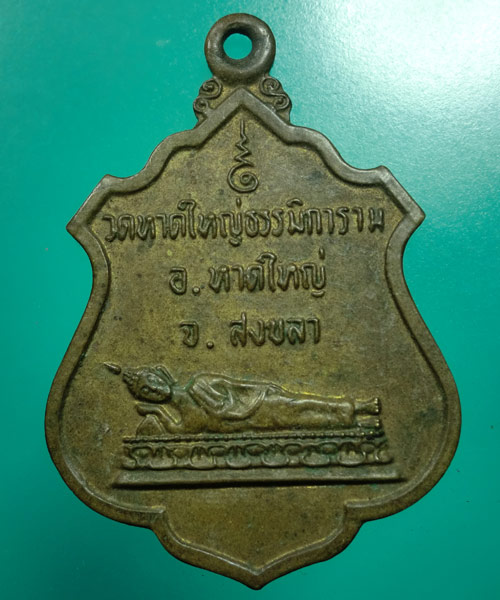 วัดหาดใหญ่ธรรมิการาม
อ. หาดใหญ่
จ. สงขลา